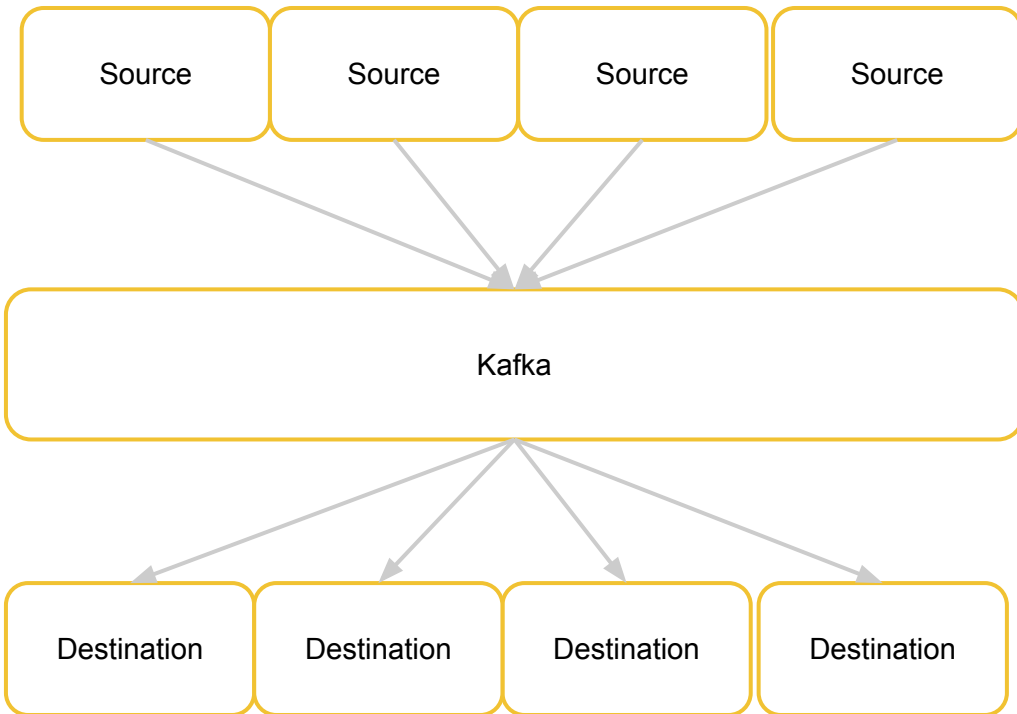 Source
Source
Source
Source
Kafka
Destination
Destination
Destination
Destination